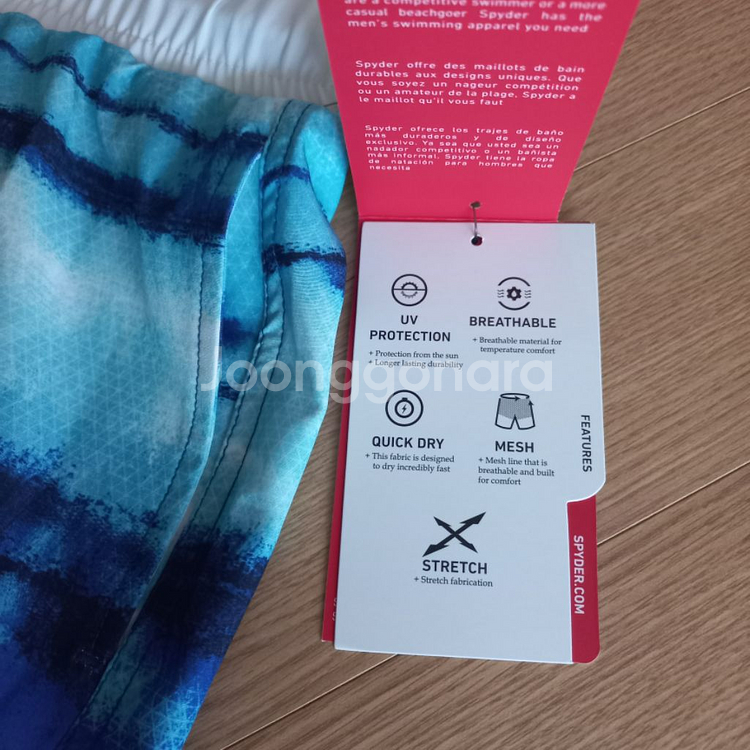 are a competitive swimmer or a more
casual beachgoer Spyder has the
men's swimming apparel you need
Spyder offre des maillots de bain
durables aux designs uniques. Que
vous soyez un nageur compétition
ou un amateur de la plage, Spyder a
le maillot qu'il vous faut
Spyder ofrece los trajes de baño
más duraderos y de diseño
exclusivo. Ya sea que usted sea un
nadador competitivo o un bañista
más informal, Spyder tiene la ropa
de natación para hombres que
necesita
UV
PROTECTION
+ Protection from the sun
+ Longer lasting durability
BREATHABLE
+ Breathable material for
temperature comfort
Joonggonara
QUICK DRY
+ This fabric is designed
to dry incredibly fast
MESH
+ Mesh line that is
breathable and built
for comfort
FEATURES
STRETCH
+ Stretch fabrication
SPYDER.COM